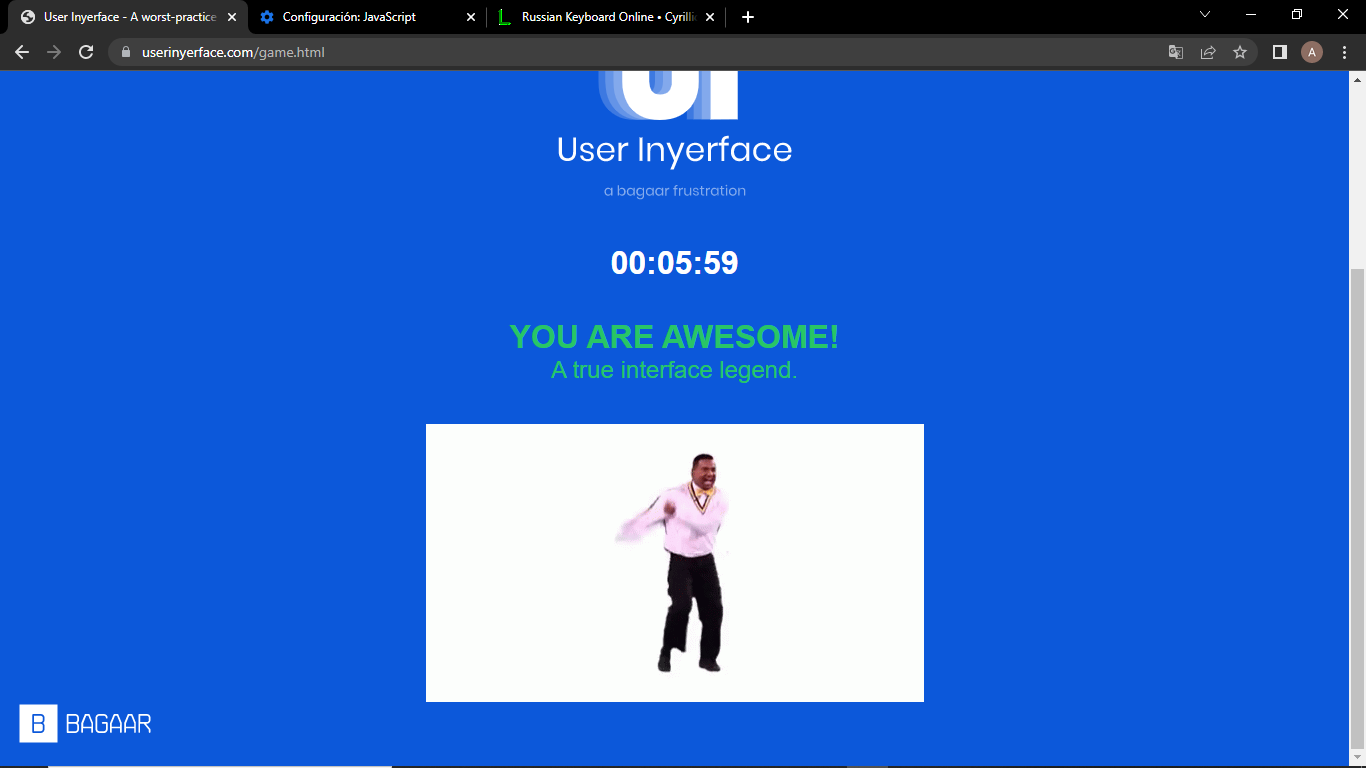 User Inyerface - A worst-practice
Configuración: JavaScript
Russian Keyboard Online • Cyrilli
userinyerface.com/game.html
A
User Inyerface
a bagaar frustration
00:05:59
YOU ARE AWESOME!
A true interface legend.
B BAGAAR